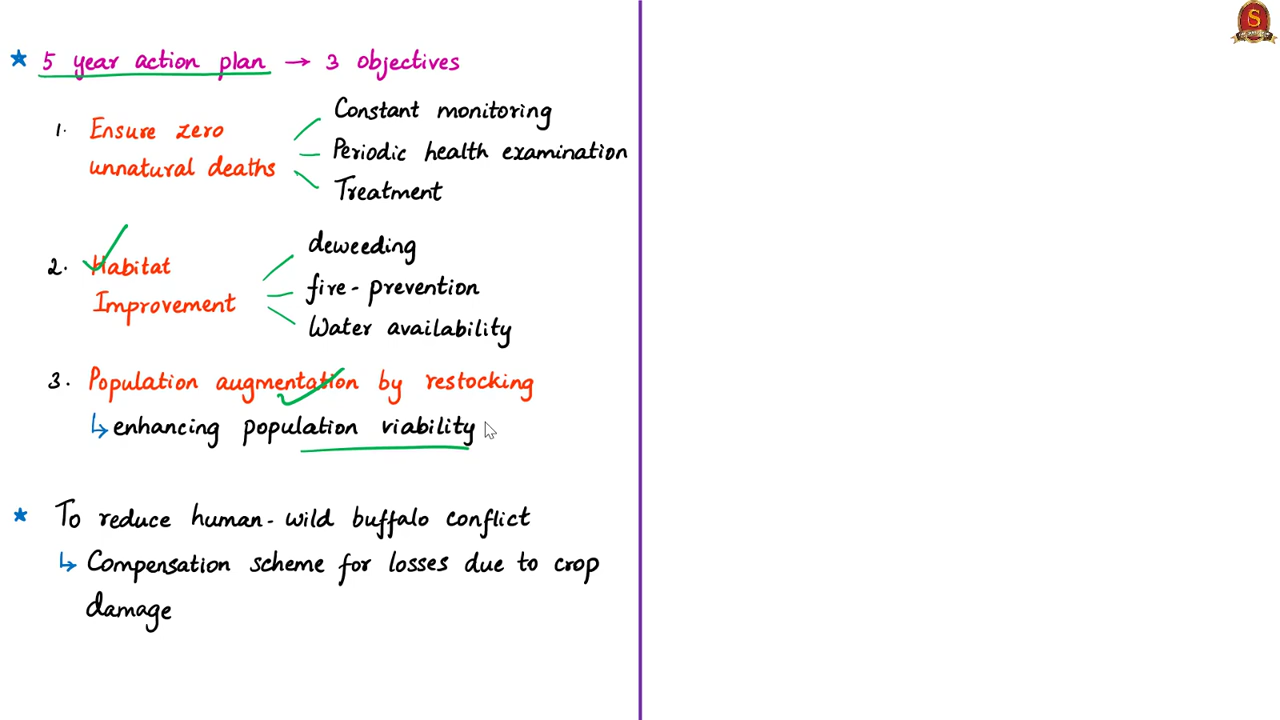 ★ 5 year action plan → 3 objectives
1. Ensure zero unnatural deaths
Constant monitoring
Periodic health examination
Treatment
2. Habitat Improvement
deweeding
fire-prevention
Water availability
3. Population augmentation by restocking
↳ enhancing population viability
★ To reduce human-wild buffalo conflict
↳ Compensation scheme for losses due to crop
damage
S